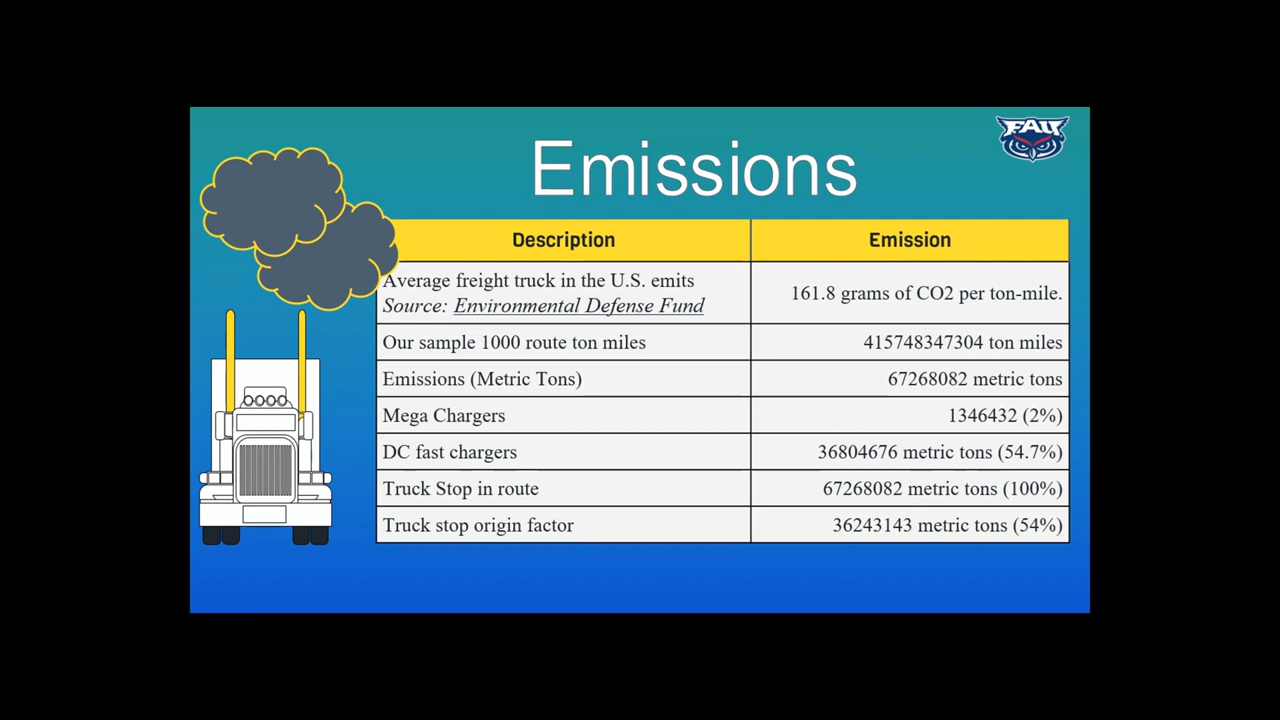 FAU
Emissions
Description Emission
Average freight truck in the U.S. emits
Source: Environmental Defense Fund
161.8 grams of CO2 per ton-mile.
Our sample 1000 route ton miles 415748347304 ton miles
Emissions (Metric Tons) 67268082 metric tons
Mega Chargers 1346432 (2%)
DC fast chargers 36804676 metric tons (54.7%)
Truck Stop in route 67268082 metric tons (100%)
Truck stop origin factor 36243143 metric tons (54%)